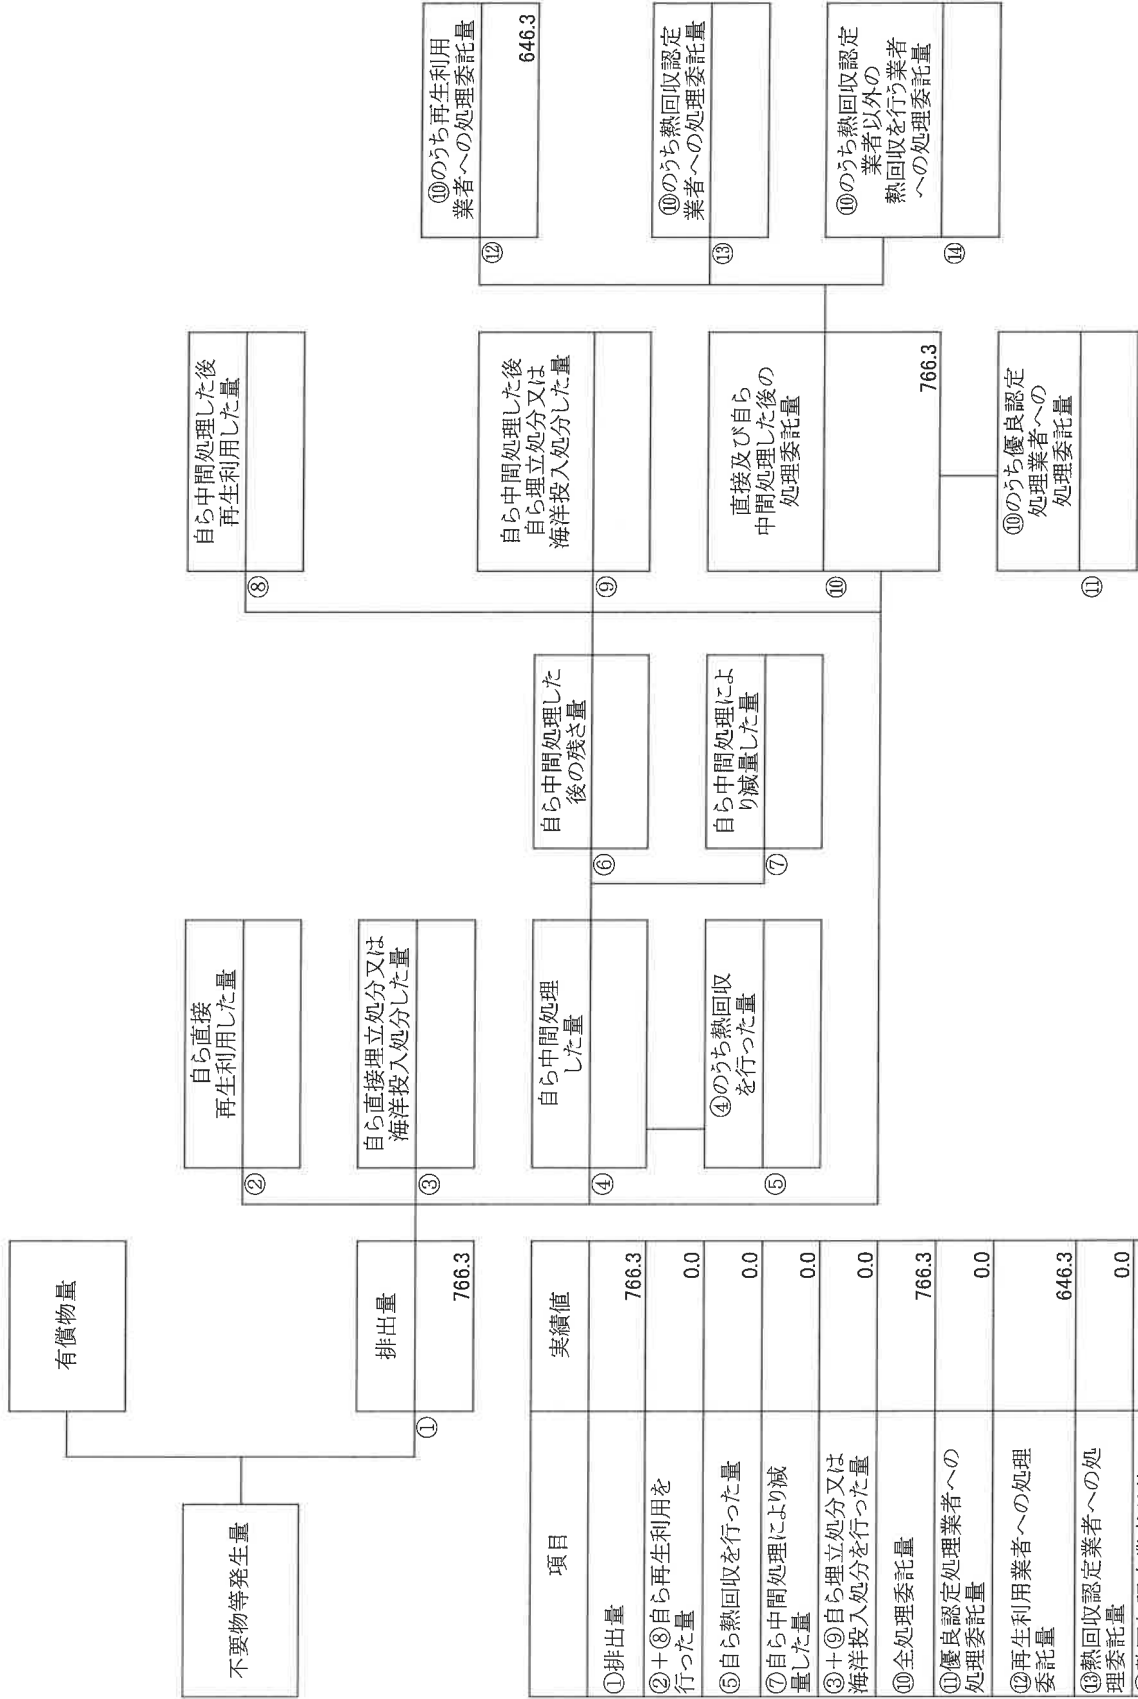 不要物等発生量
有償物量
排出量
①
766.3
自ら直接
再生利用した量
②
自ら直接埋立処分又は
海洋投入処分した量
③
自ら中間処理
した量
④
④のうち熱回収
を行った量
⑤
自ら中間処理した
後の残さ量
⑥
自ら中間処理によ
り減量した量
⑦
自ら中間処理した後
再生利用した量
⑧
自ら中間処理した後
自ら埋立処分又は
海洋投入処分した量
⑨
直接及び自ら
中間処理した後の
処理委託量
⑩
766.3
⑩のうち優良認定
処理業者への
処理委託量
⑪
⑩のうち再生利用
業者への処理委託量
⑫
646.3
⑩のうち熱回収認定
業者への処理委託量
⑬
⑩のうち熱回収認定
業者以外の
熱回収を行う業者
への処理委託量
⑭
項目 実績値
①排出量 766.3
②+⑧自ら再生利用を
行った量 0.0
⑤自ら熱回収を行った量 0.0
⑦自ら中間処理により減
量した量 0.0
③+⑨自ら埋立処分又は
海洋投入処分を行った量 0.0
⑩全処理委託量 766.3
⑪優良認定処理業者への
処理委託量 0.0
⑫再生利用業者への処理
委託量 646.3
⑬熱回収認定業者への処
理委託量 0.0